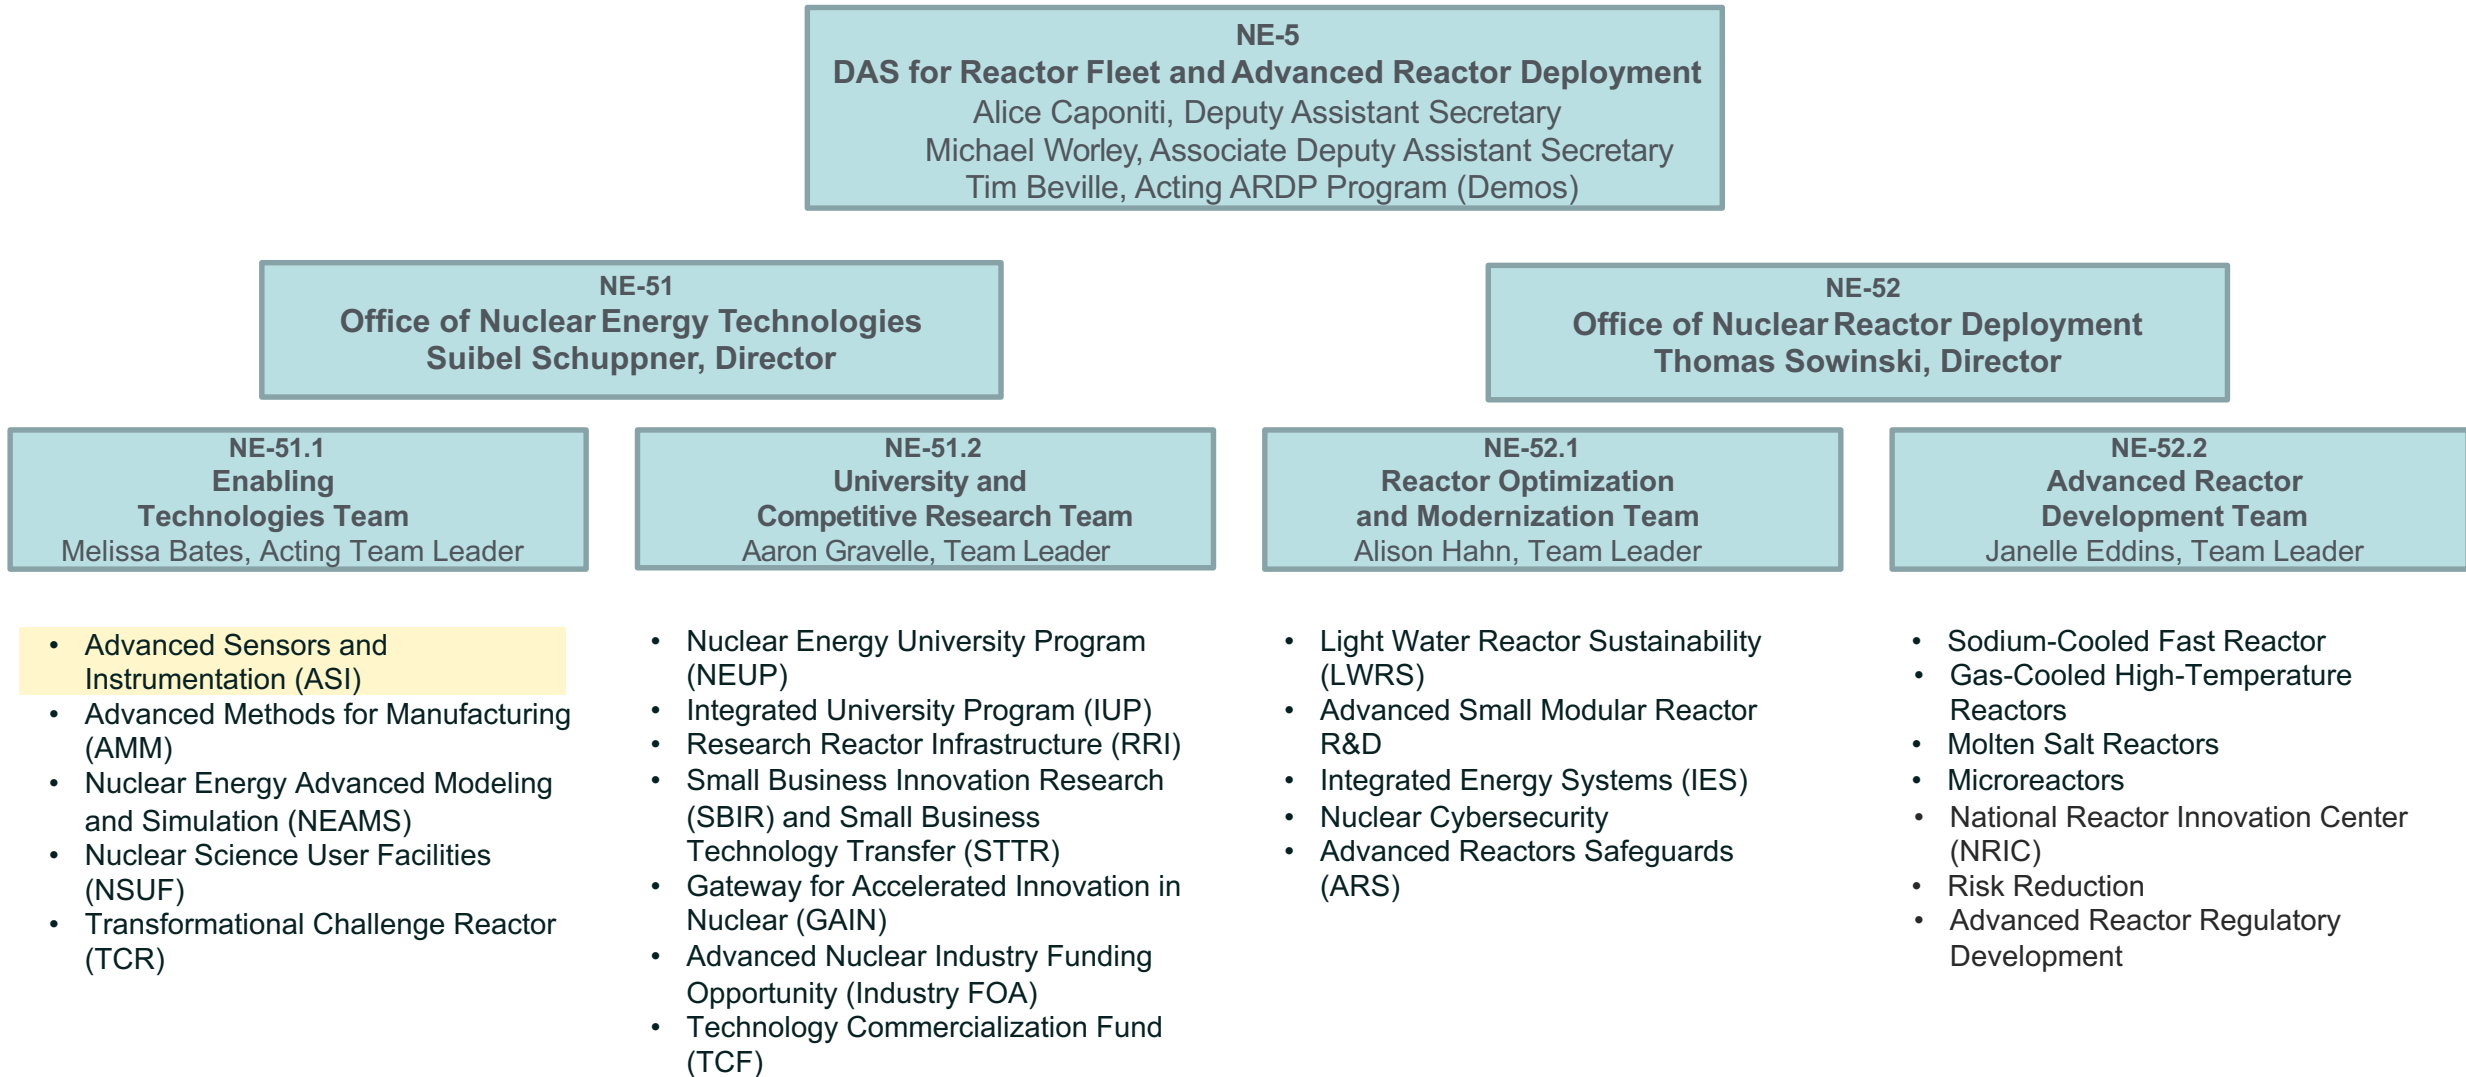 NE-5
DAS for Reactor Fleet and Advanced Reactor Deployment
Alice Caponiti, Deputy Assistant Secretary
Michael Worley, Associate Deputy Assistant Secretary
Tim Beville, Acting ARDP Program (Demos)
NE-51
Office of Nuclear Energy Technologies
Suibel Schuppner, Director
NE-52
Office of Nuclear Reactor Deployment
Thomas Sowinski, Director
NE-51.1
Enabling
Technologies Team
Melissa Bates, Acting Team Leader
NE-51.2
University and
Competitive Research Team
Aaron Gravelle, Team Leader
NE-52.1
Reactor Optimization
and Modernization Team
Alison Hahn, Team Leader
NE-52.2
Advanced Reactor
Development Team
Janelle Eddins, Team Leader
• Advanced Sensors and
Instrumentation (ASI)
• Advanced Methods for Manufacturing
(AMM)
• Nuclear Energy Advanced Modeling
and Simulation (NEAMS)
• Nuclear Science User Facilities
(NSUF)
• Transformational Challenge Reactor
(TCR)
• Nuclear Energy University Program
(NEUP)
• Integrated University Program (IUP)
• Research Reactor Infrastructure (RRI)
• Small Business Innovation Research
(SBIR) and Small Business
Technology Transfer (STTR)
• Gateway for Accelerated Innovation in
Nuclear (GAIN)
• Advanced Nuclear Industry Funding
Opportunity (Industry FOA)
• Technology Commercialization Fund
(TCF)
• Light Water Reactor Sustainability
(LWRS)
• Advanced Small Modular Reactor
R&D
• Integrated Energy Systems (IES)
• Nuclear Cybersecurity
• Advanced Reactors Safeguards
(ARS)
• Sodium-Cooled Fast Reactor
• Gas-Cooled High-Temperature
Reactors
• Molten Salt Reactors
• Microreactors
• National Reactor Innovation Center
(NRIC)
• Risk Reduction
• Advanced Reactor Regulatory
Development